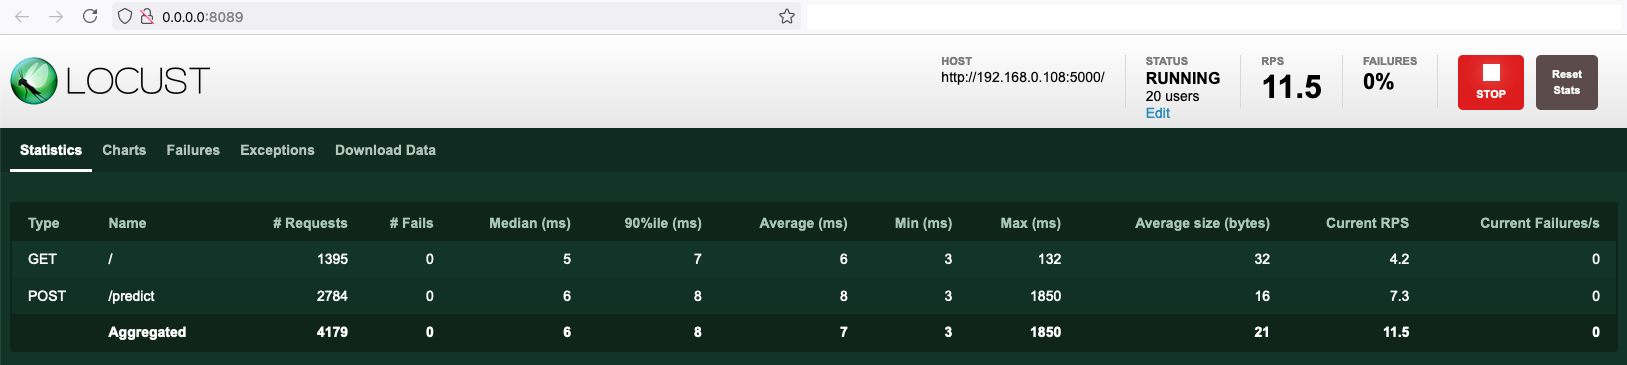 0.0.0.0:8089
LOCUST
HOST
http://192.168.0.108:5000/
STATUS
RUNNING
20 users
Edit
RPS
11.5
FAILURES
0%
STOP
Reset
Stats
Statistics Charts Failures Exceptions Download Data
Type Name # Requests # Fails Median (ms) 90%ile (ms) Average (ms) Min (ms) Max (ms) Average size (bytes) Current RPS Current Failures/s
GET / 1395 0 5 7 6 3 132 32 4.2 0
POST /predict 2784 0 6 8 8 3 1850 16 7.3 0
Aggregated 4179 0 6 8 7 3 1850 21 11.5 0